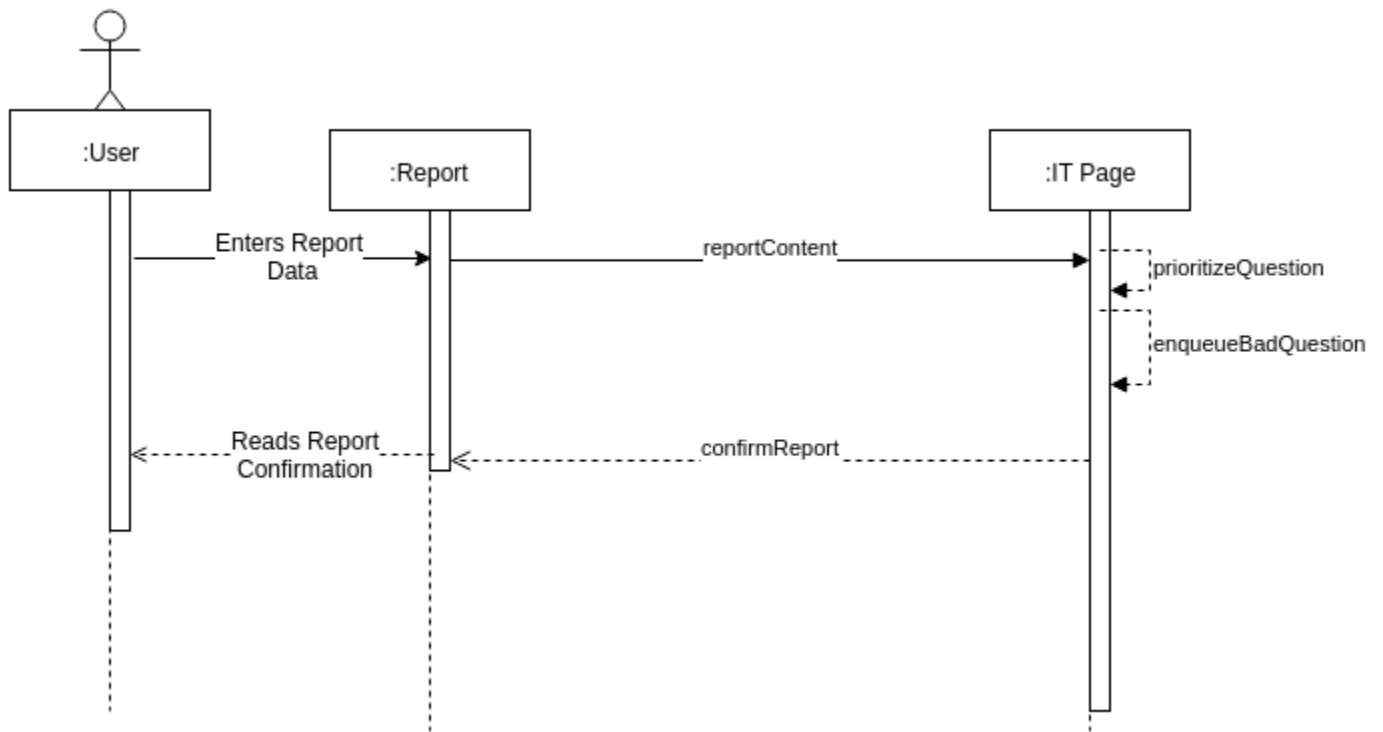 :User
:Report
:IT Page
Enters Report
Data
reportContent
prioritizeQuestion
enqueueBadQuestion
Reads Report
Confirmation
confirmReport